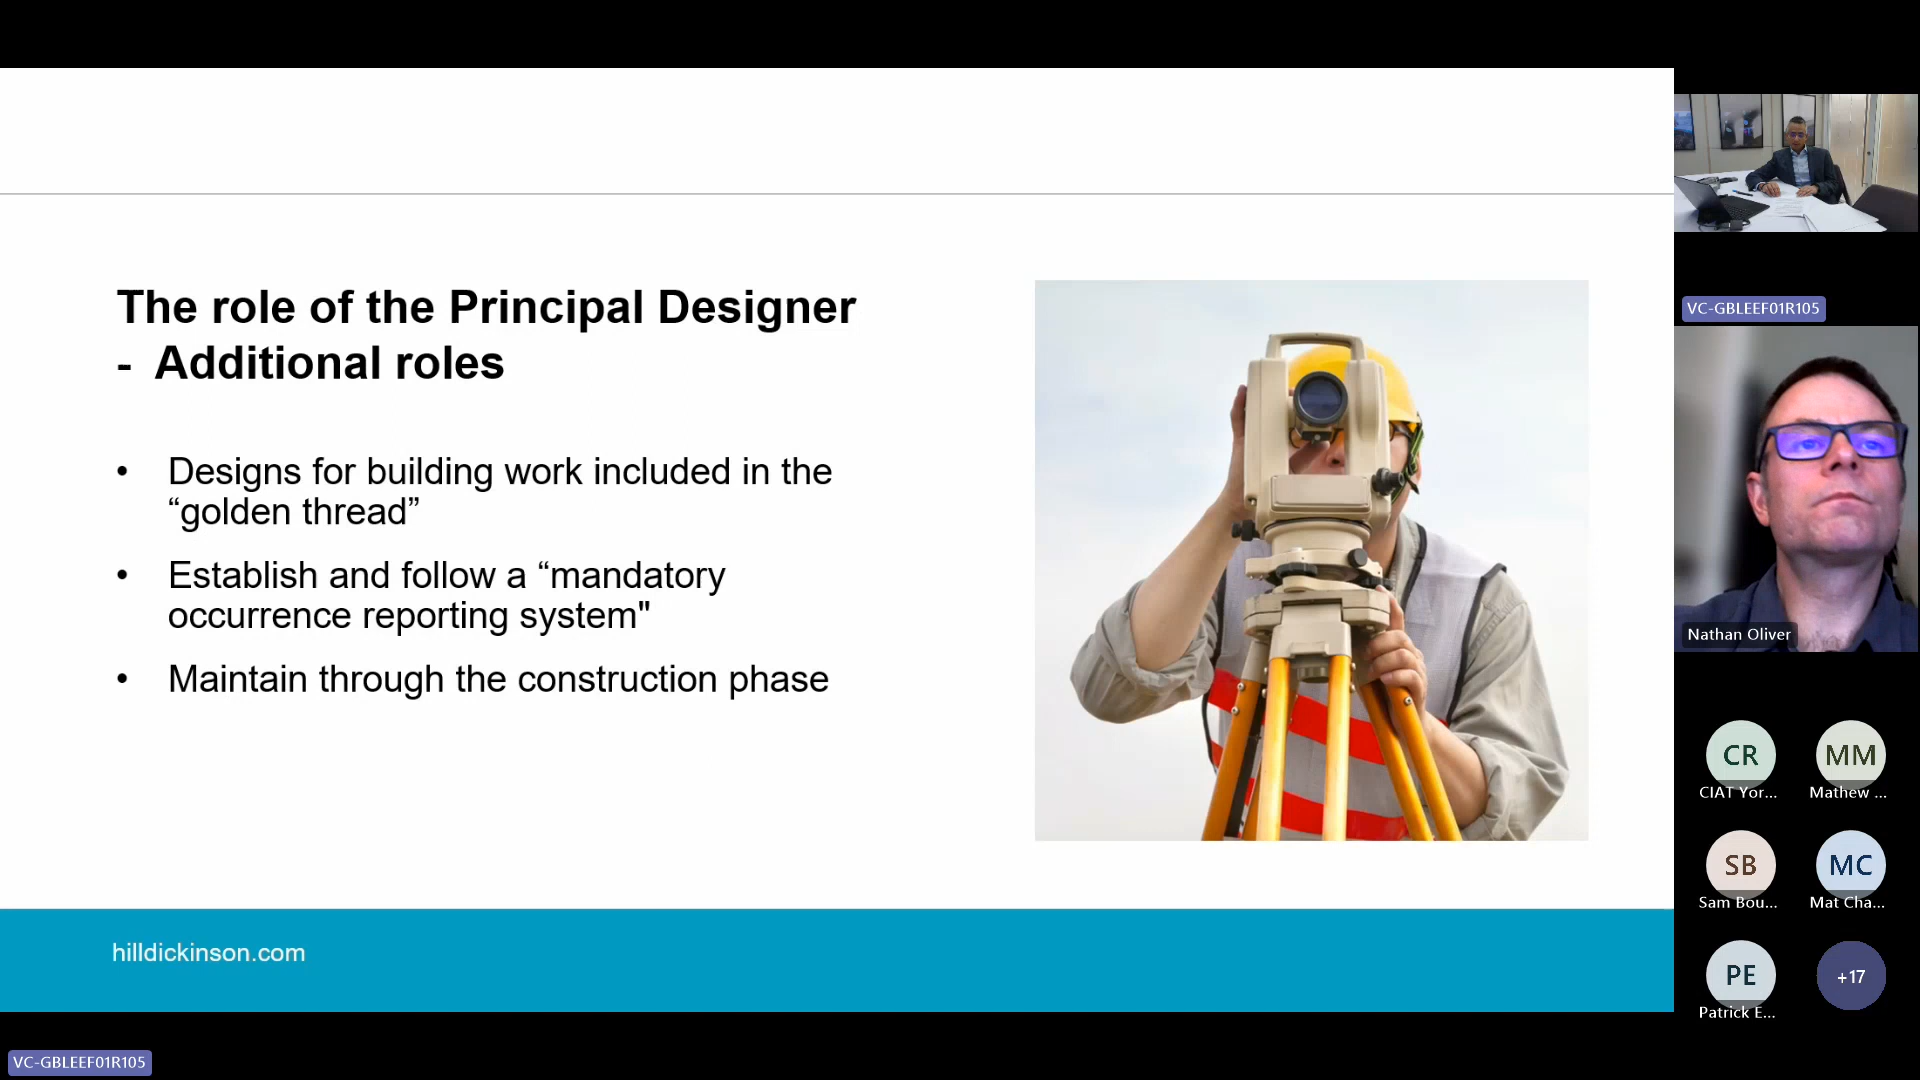 The role of the Principal Designer
- Additional roles
• Designs for building work included in the
“golden thread”
• Establish and follow a “mandatory
occurrence reporting system"
• Maintain through the construction phase
hilldickinson.com
VC-GBLEEF01R105
VC-GBLEEF01R105
Nathan Oliver
CR
CIAT Yor...
MM
Mathew ...
SB
Sam Bou...
MC
Mat Cha...
PE
Patrick E...
+17